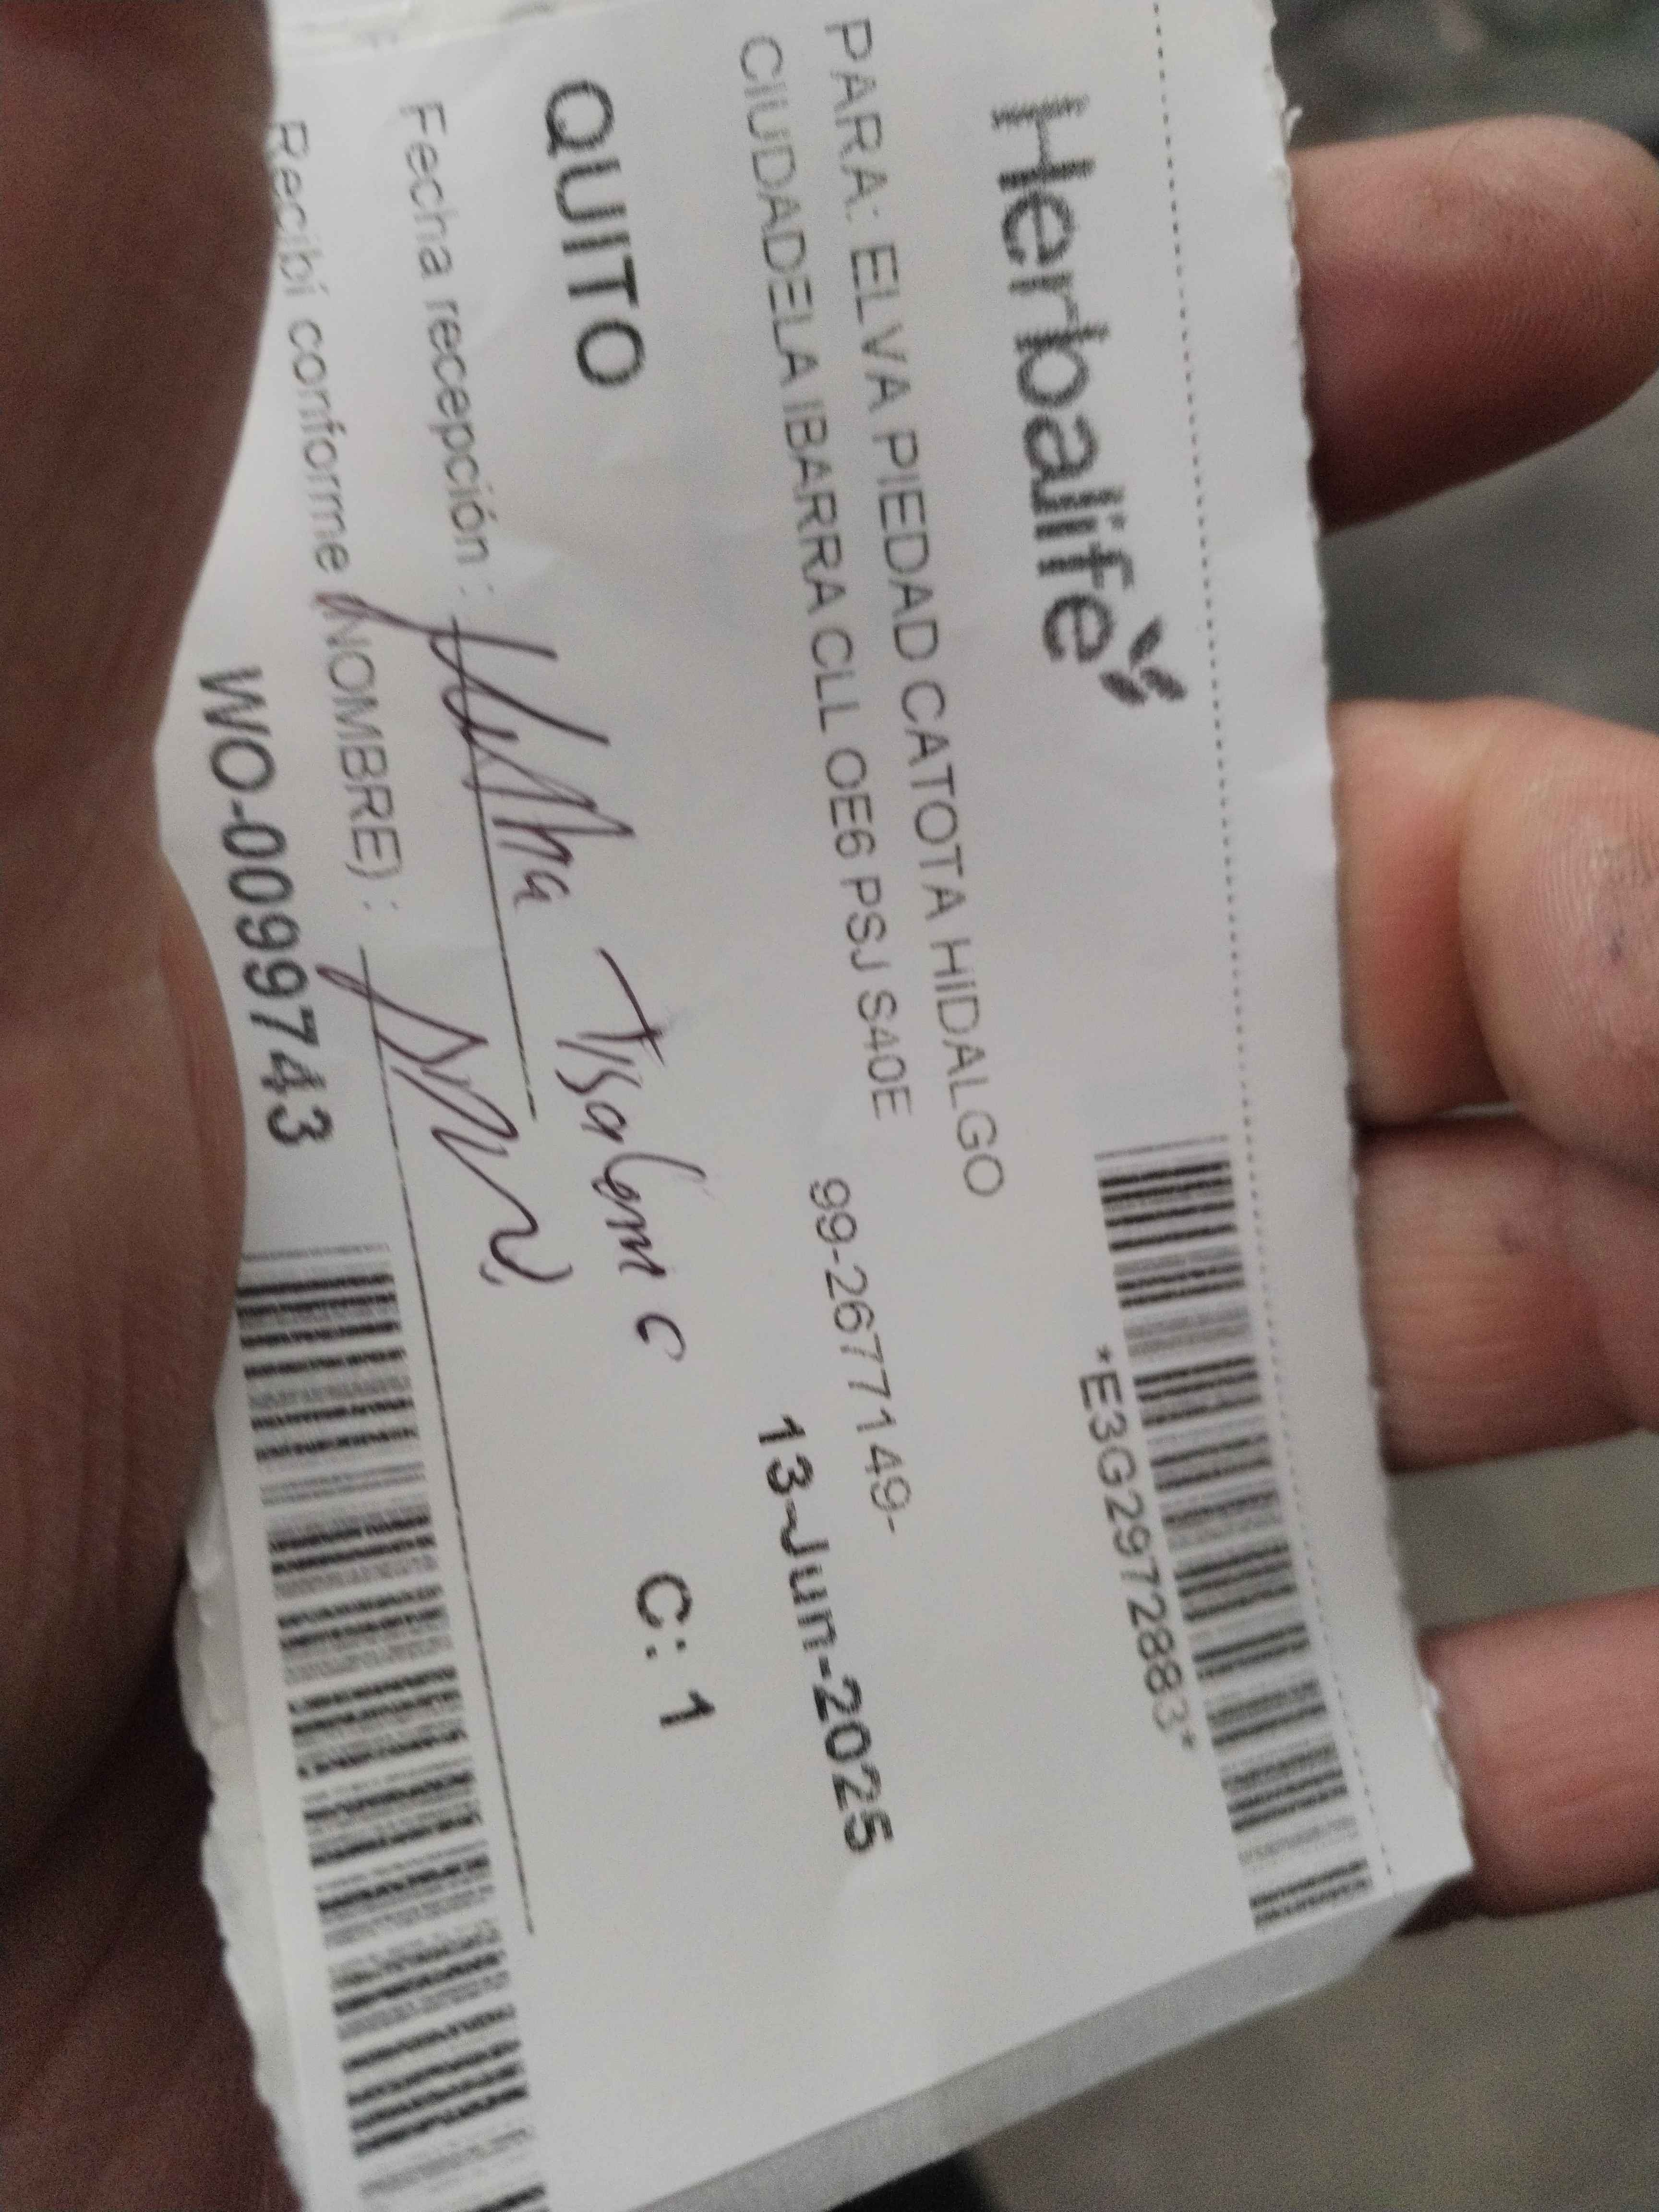 Herbalife
*E3G2972883*
PARA: ELVA PIEDAD CATOTA HIDALGO
CIUDADELA IBARRA CLL OE6 PSJ S40E
99-2677149-
13-Jun-2025
QUITO
C: 1
Fecha recepción :
Recibí conforme (NOMBRE) :
WO-0099743